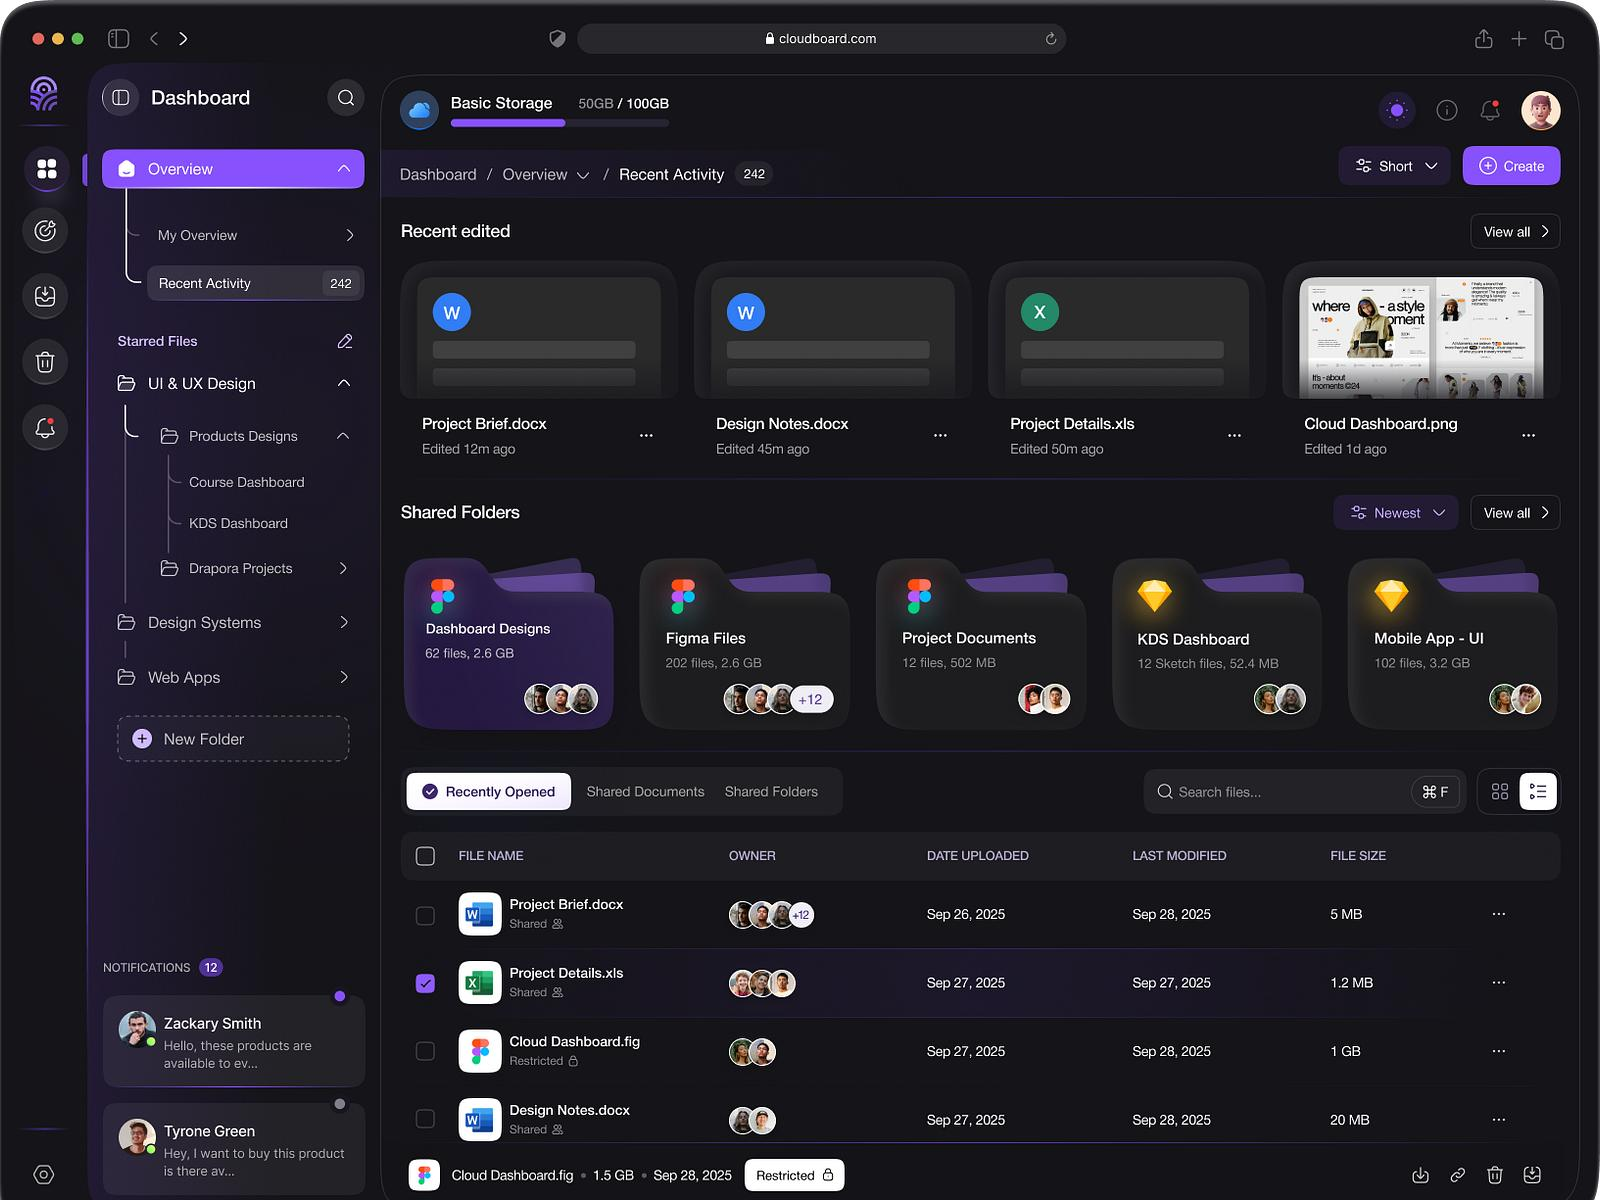 cloudboard.com
Dashboard
Overview
My Overview
Recent Activity
242
Starred Files
UI & UX Design
Products Designs
Course Dashboard
KDS Dashboard
Drapora Projects
Design Systems
Web Apps
New Folder
NOTIFICATIONS 12
Zackary Smith
Hello, these products are
available to ev...
Tyrone Green
Hey, I want to buy this product
is there av...
Basic Storage 50GB / 100GB
Dashboard / Overview / Recent Activity 242
Short
Create
Recent edited
View all
W
W
X
where - a style
oment
It's - about
moments ©24
Project Brief.docx
Edited 12m ago
Design Notes.docx
Edited 45m ago
Project Details.xls
Edited 50m ago
Cloud Dashboard.png
Edited 1d ago
Shared Folders
Newest
View all
Dashboard Designs
62 files, 2.6 GB
Figma Files
202 files, 2.6 GB
+12
Project Documents
12 files, 502 MB
KDS Dashboard
12 Sketch files, 52.4 MB
Mobile App - UI
102 files, 3.2 GB
Recently Opened Shared Documents Shared Folders
Search files... ⌘ F
FILE NAME OWNER DATE UPLOADED LAST MODIFIED FILE SIZE
W Project Brief.docx
Shared
+12 Sep 26, 2025 Sep 28, 2025 5 MB
X Project Details.xls
Shared
Sep 27, 2025 Sep 27, 2025 1.2 MB
Cloud Dashboard.fig
Restricted
Sep 27, 2025 Sep 28, 2025 1 GB
W Design Notes.docx
Shared
Sep 27, 2025 Sep 28, 2025 20 MB
Cloud Dashboard.fig • 1.5 GB • Sep 28, 2025 Restricted